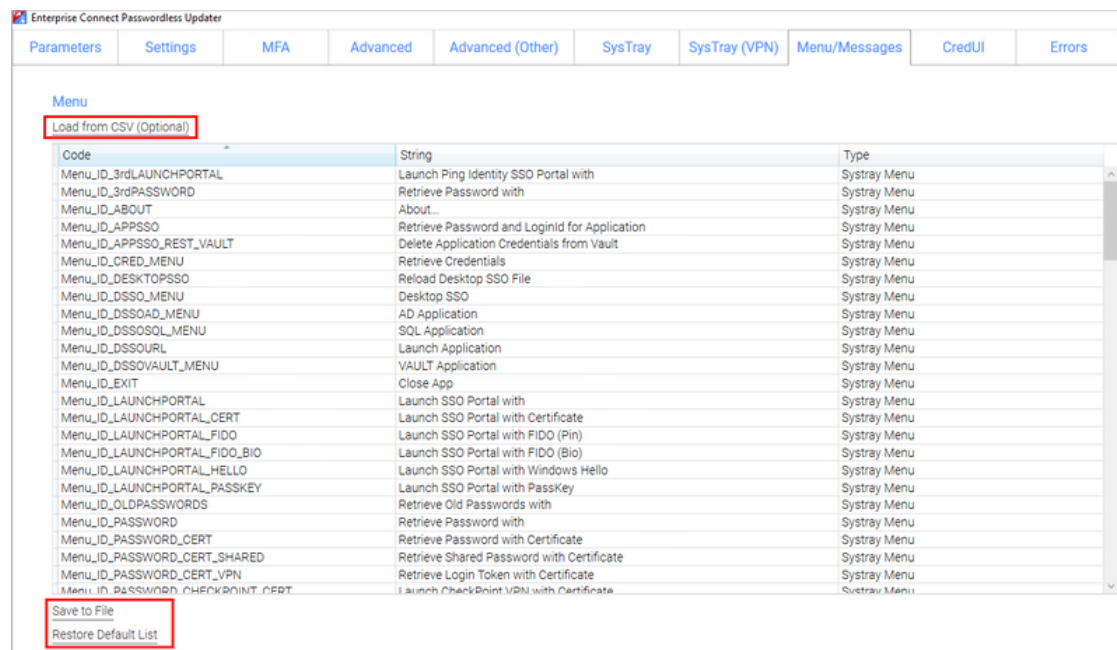 Enterprise Connect Passwordless Updater
Parameters Settings MFA Advanced Advanced (Other) SysTray SysTray (VPN) Menu/Messages CredUI Errors
Menu
Load from CSV (Optional)
Code String Type
Menu_ID_3rdLAUNCHPORTAL Launch Ping Identity SSO Portal with Systray Menu
Menu_ID_3rdPASSWORD Retrieve Password with Systray Menu
Menu_ID_ABOUT About... Systray Menu
Menu_ID_APPSSO Retrieve Password and LoginId for Application Systray Menu
Menu_ID_APPSSO_REST_VAULT Delete Application Credentials from Vault Systray Menu
Menu_ID_CRED_MENU Retrieve Credentials Systray Menu
Menu_ID_DESKTOPSSO Reload Desktop SSO File Systray Menu
Menu_ID_DSSO_MENU Desktop SSO Systray Menu
Menu_ID_DSSOAD_MENU AD Application Systray Menu
Menu_ID_DSSOSQL_MENU SQL Application Systray Menu
Menu_ID_DSSOURL Launch Application Systray Menu
Menu_ID_DSSOVAULT_MENU VAULT Application Systray Menu
Menu_ID_EXIT Close App Systray Menu
Menu_ID_LAUNCHPORTAL Launch SSO Portal with Systray Menu
Menu_ID_LAUNCHPORTAL_CERT Launch SSO Portal with Certificate Systray Menu
Menu_ID_LAUNCHPORTAL_FIDO Launch SSO Portal with FIDO (Pin) Systray Menu
Menu_ID_LAUNCHPORTAL_FIDO_BIO Launch SSO Portal with FIDO (Bio) Systray Menu
Menu_ID_LAUNCHPORTAL_HELLO Launch SSO Portal with Windows Hello Systray Menu
Menu_ID_LAUNCHPORTAL_PASSKEY Launch SSO Portal with PassKey Systray Menu
Menu_ID_OLDPASSWORDS Retrieve Old Passwords with Systray Menu
Menu_ID_PASSWORD Retrieve Password with Systray Menu
Menu_ID_PASSWORD_CERT Retrieve Password with Certificate Systray Menu
Menu_ID_PASSWORD_CERT_SHARED Retrieve Shared Password with Certificate Systray Menu
Menu_ID_PASSWORD_CERT_VPN Retrieve Login Token with Certificate Systray Menu
Menu_ID_PASSWORD_CHECKPOINT_CERT Launch CheckPoint VPN with Certificate Systray Menu
Save to File
Restore Default List